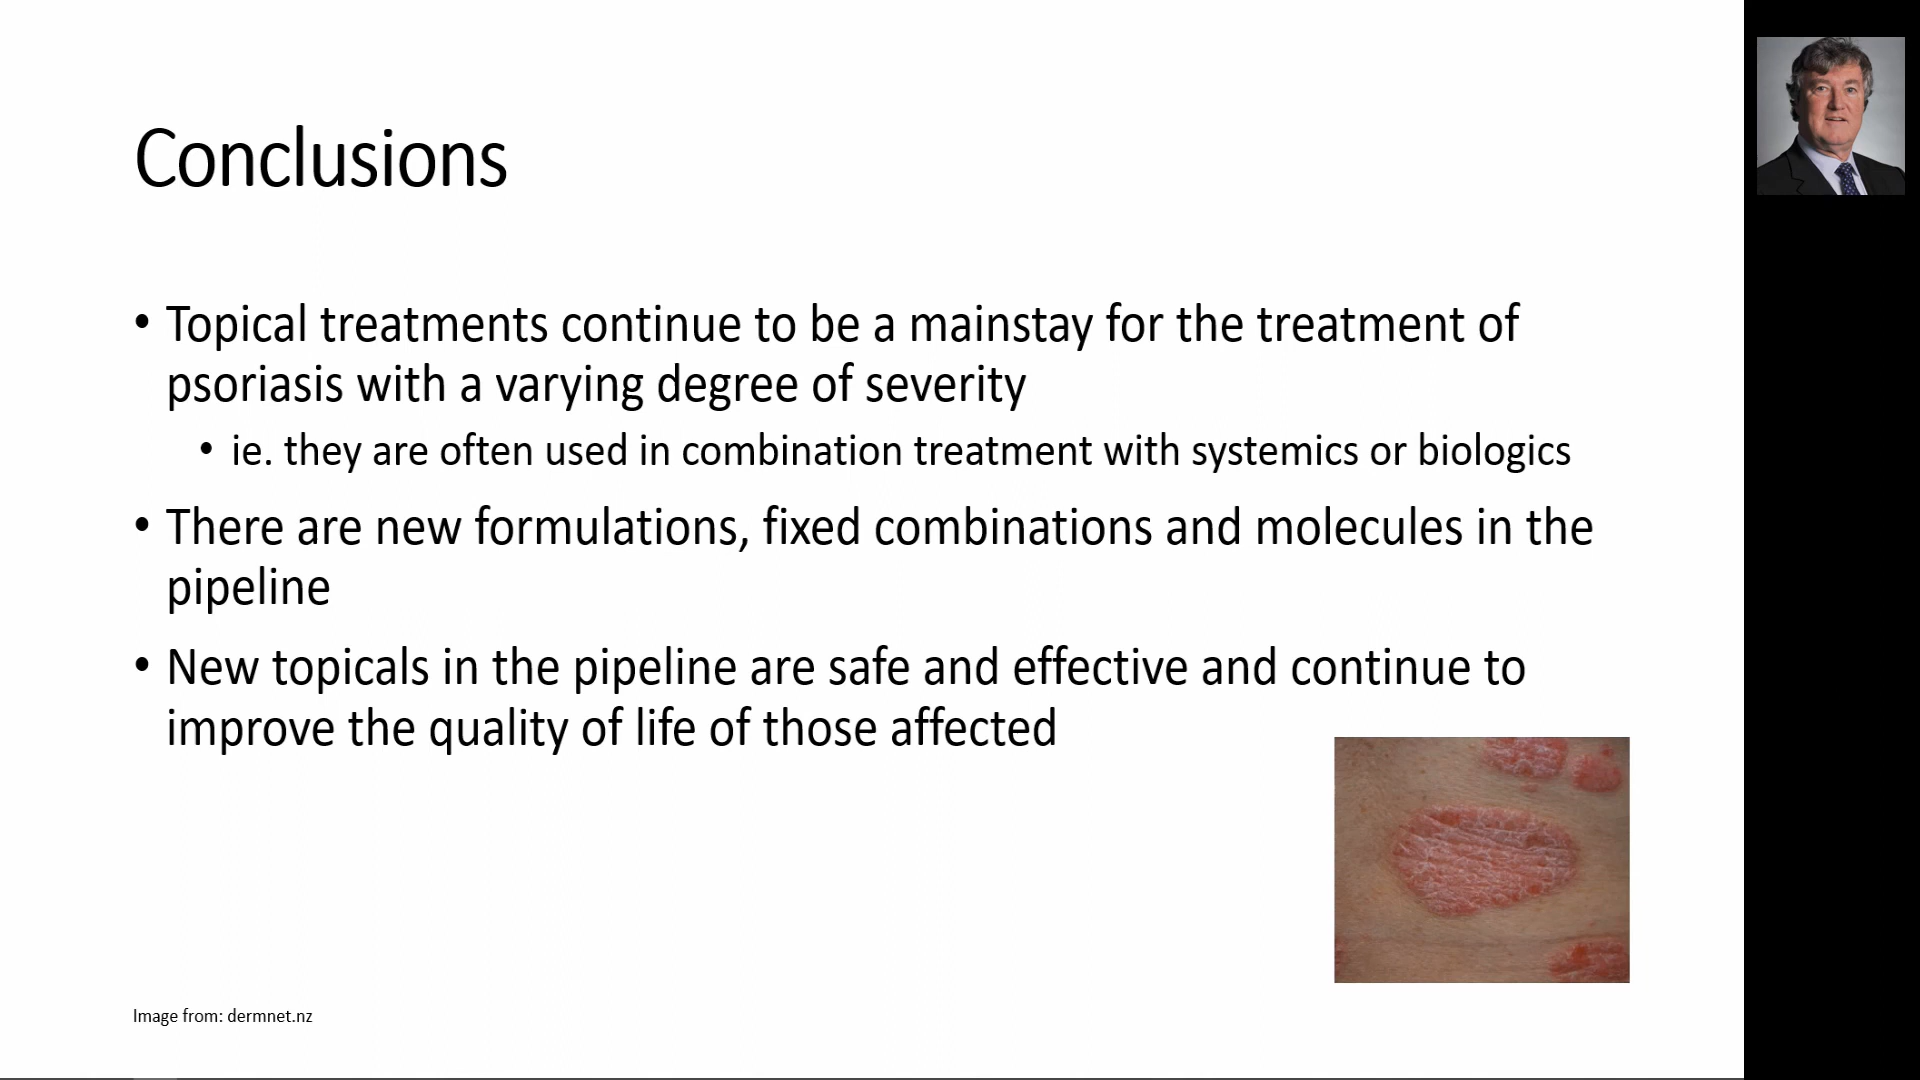 Conclusions
• Topical treatments continue to be a mainstay for the treatment of
psoriasis with a varying degree of severity
• ie. they are often used in combination treatment with systemics or biologics
• There are new formulations, fixed combinations and molecules in the
pipeline
• New topicals in the pipeline are safe and effective and continue to
improve the quality of life of those affected
Image from: dermnet.nz